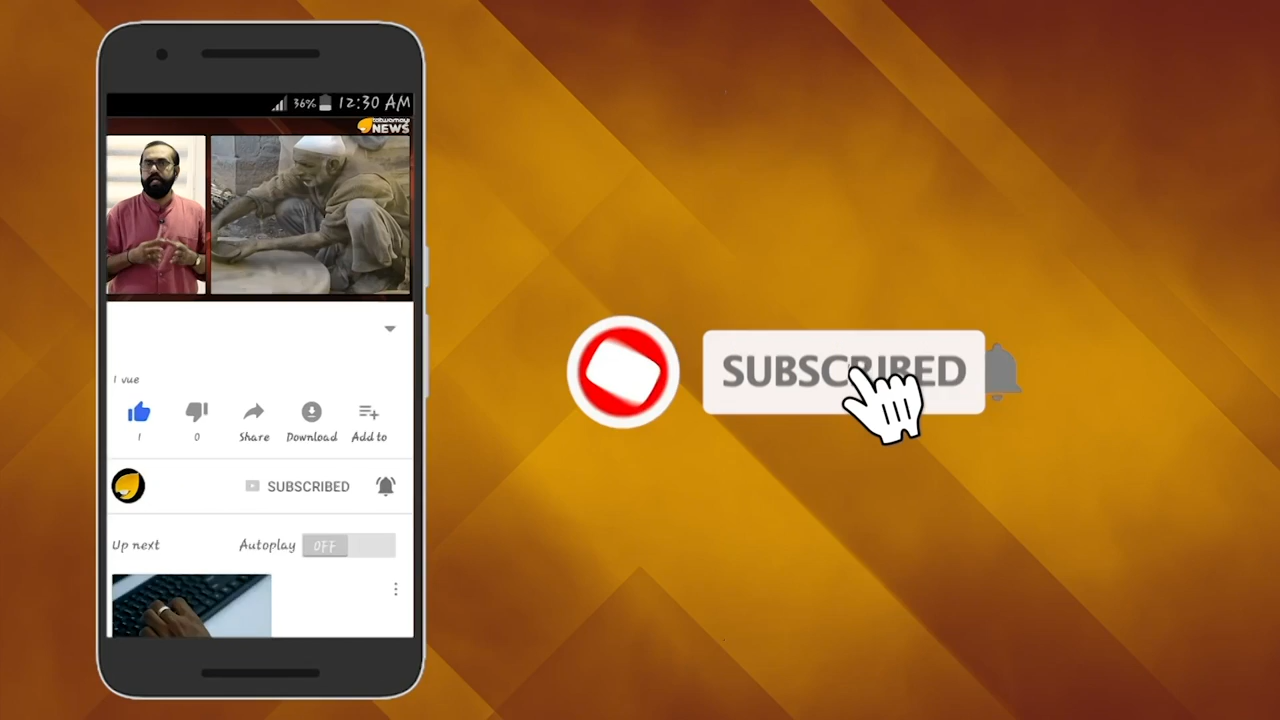 36% 12:30 AM
tatwamayi
NEWS
1 vue
1
0
Share
Download
Add to
SUBSCRIBED
Up next
Autoplay
OFF
SUBSCRIBED